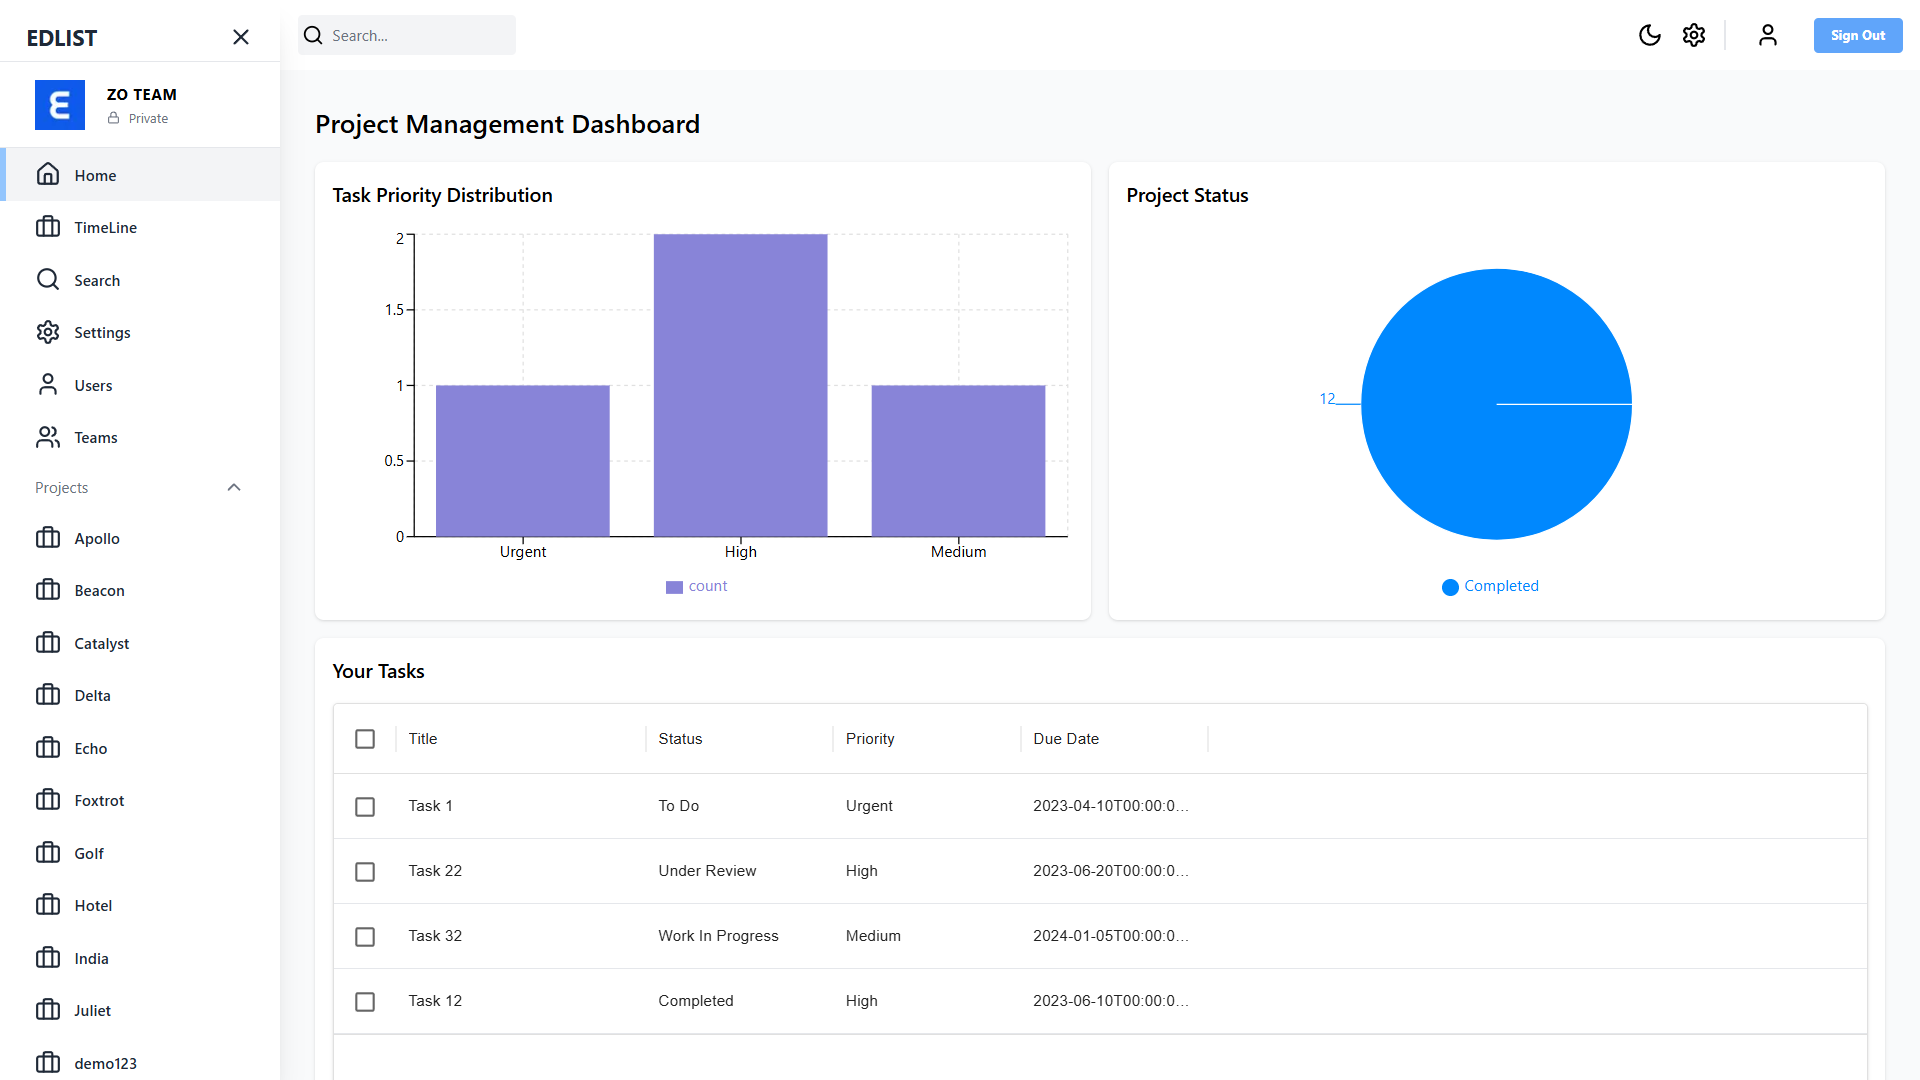 EDLIST
Search...
Sign Out
ZO TEAM
Private
Home
TimeLine
Search
Settings
Users
Teams
Projects
Apollo
Beacon
Catalyst
Delta
Echo
Foxtrot
Golf
Hotel
India
Juliet
demo123
Project Management Dashboard
Task Priority Distribution
2
1.5
1
0.5
0
Urgent High Medium
count
Project Status
12
Completed
Your Tasks
Title Status Priority Due Date
Task 1 To Do Urgent 2023-04-10T00:00:0...
Task 22 Under Review High 2023-06-20T00:00:0...
Task 32 Work In Progress Medium 2024-01-05T00:00:0...
Task 12 Completed High 2023-06-10T00:00:0...